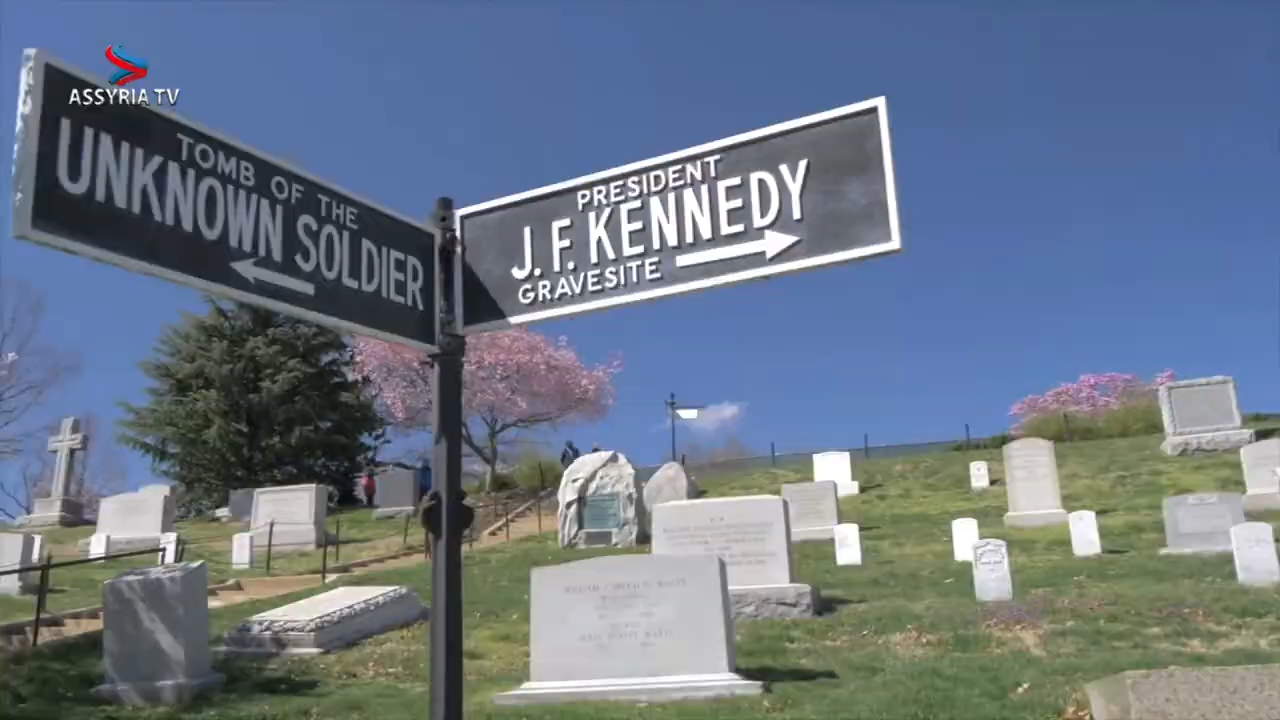 ASSYRIA TV
TOMB OF THE
UNKNOWN SOLDIER
PRESIDENT
J. F. KENNEDY
GRAVESITE